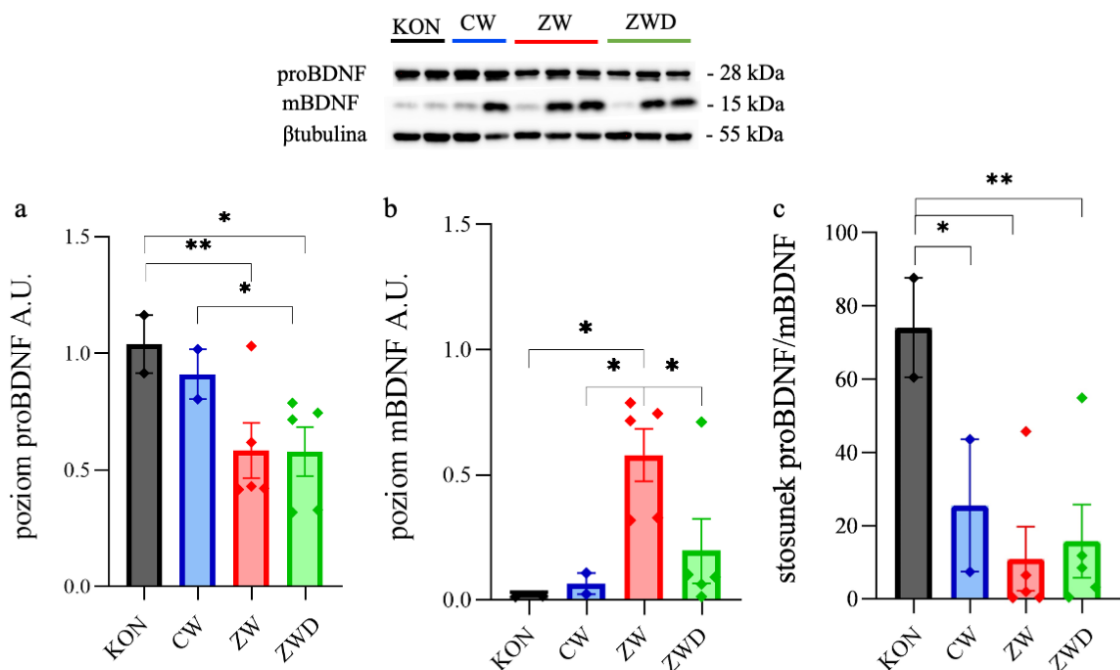 KON CW ZW ZWD
proBDNF - 28 kDa
mBDNF - 15 kDa
βtubulina - 55 kDa
a
poziom proBDNF A.U.
1.5
1.0
0.5
0.0
*
**
*
KON CW ZW ZWD
b
poziom mBDNF A.U.
1.5
1.0
0.5
0.0
*
* *
KON CW ZW ZWD
c
stosunek proBDNF/mBDNF
100
80
60
40
20
0
**
*
*
KON CW ZW ZWD